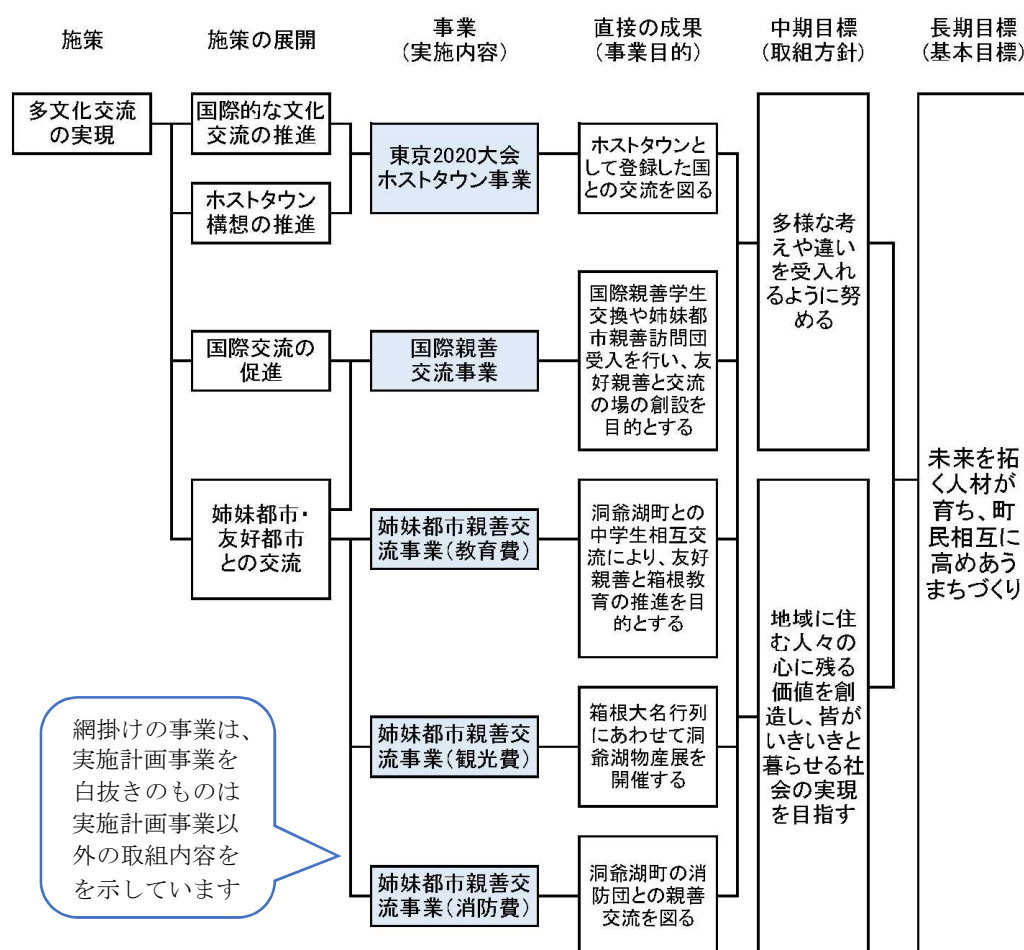 施策
施策の展開
事業
(実施内容)
直接の成果
(事業目的)
中期目標
(取組方針)
長期目標
(基本目標)
多文化交流
の実現
国際的な文化
交流の推進
ホストタウン
構想の推進
国際交流の
促進
姉妹都市・
友好都市
との交流
東京2020大会
ホストタウン事業
国際親善
交流事業
姉妹都市親善交
流事業(教育費)
姉妹都市親善交
流事業(観光費)
姉妹都市親善交
流事業(消防費)
ホストタウンと
して登録した国
との交流を図る
国際親善学生
交換や姉妹都
市親善訪問団
受入を行い、友
好親善と交流
の場の創設を
目的とする
洞爺湖町との
中学生相互交
流により、友好
親善と箱根教
育の推進を目
的とする
箱根大名行列
にあわせて洞
爺湖物産展を
開催する
洞爺湖町の消
防団との親善
交流を図る
多様な考
えや違い
を受入れ
るように努
める
地域に住
む人々の
心に残る
価値を創
造し、皆が
いきいきと
暮らせる社
会の実現
を目指す
未来を拓
く人材が
育ち、町
民相互に
高めあう
まちづくり
網掛けの事業は、
実施計画事業を
白抜きのものは
実施計画事業以
外の取組内容を
を示しています